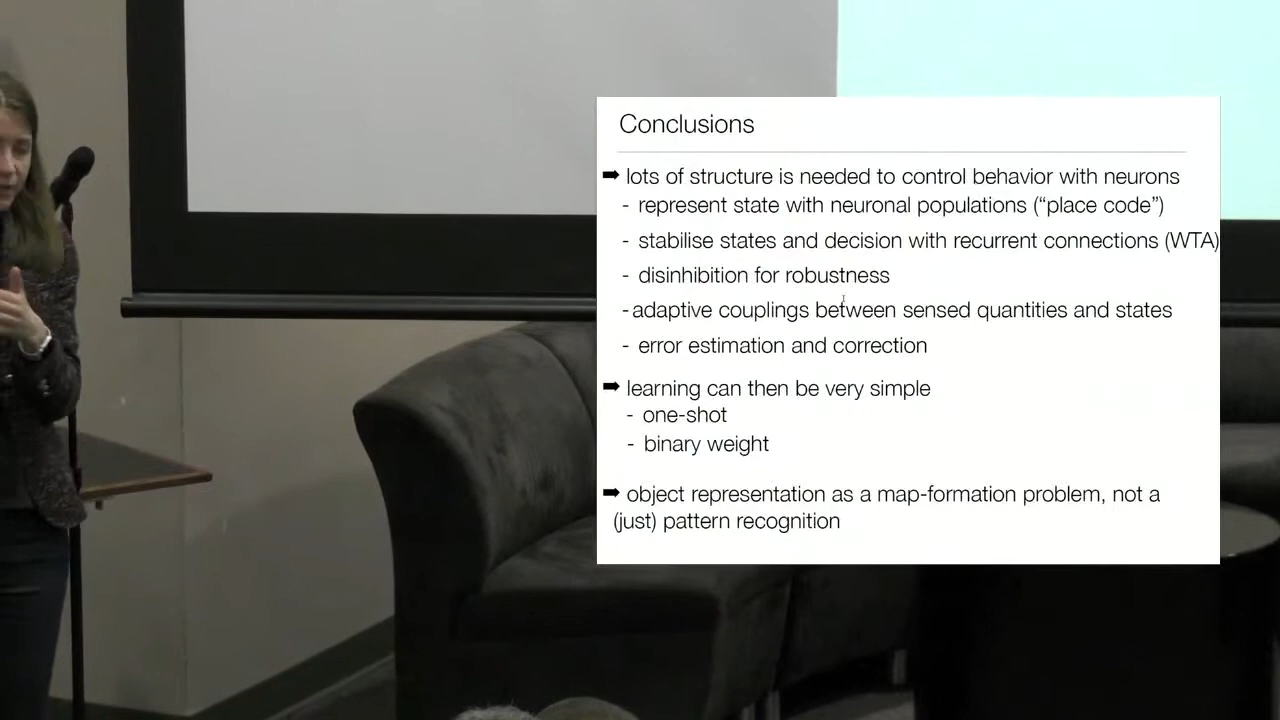 Conclusions
➡ lots of structure is needed to control behavior with neurons
- represent state with neuronal populations (“place code”)
- stabilise states and decision with recurrent connections (WTA)
- disinhibition for robustness
- adaptive couplings between sensed quantities and states
- error estimation and correction
➡ learning can then be very simple
- one-shot
- binary weight
➡ object representation as a map-formation problem, not a
(just) pattern recognition